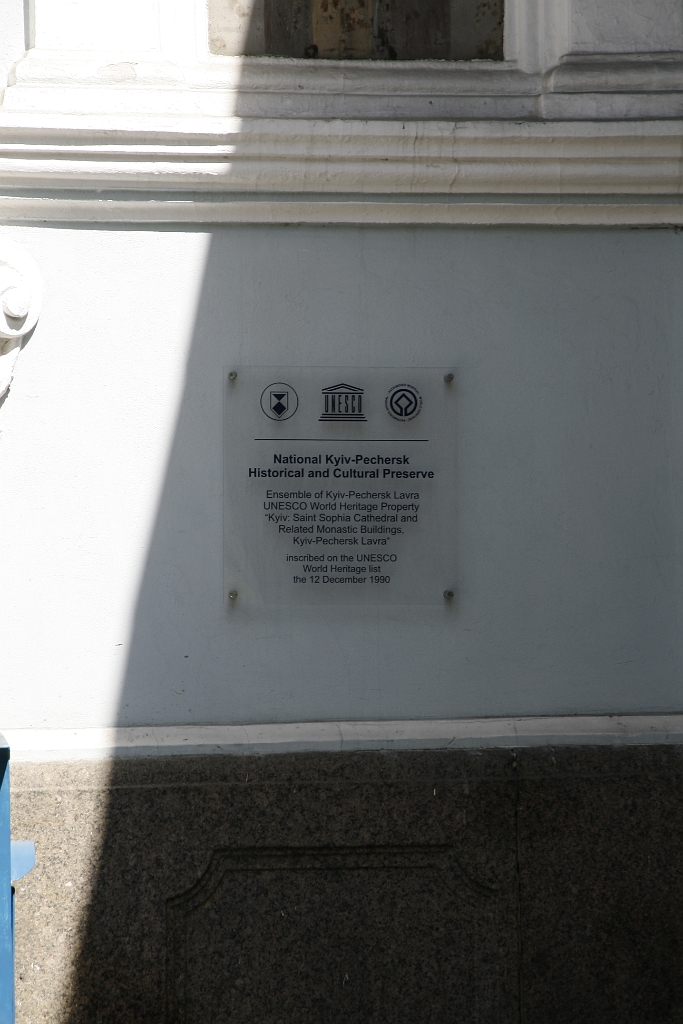 UNESCO
National Kyiv-Pechersk
Historical and Cultural Preserve
Ensemble of Kyiv-Pechersk Lavra
UNESCO World Heritage Property
"Kyiv: Saint Sophia Cathedral and
Related Monastic Buildings,
Kyiv-Pechersk Lavra"
inscribed on the UNESCO
World Heritage list
the 12 December 1990